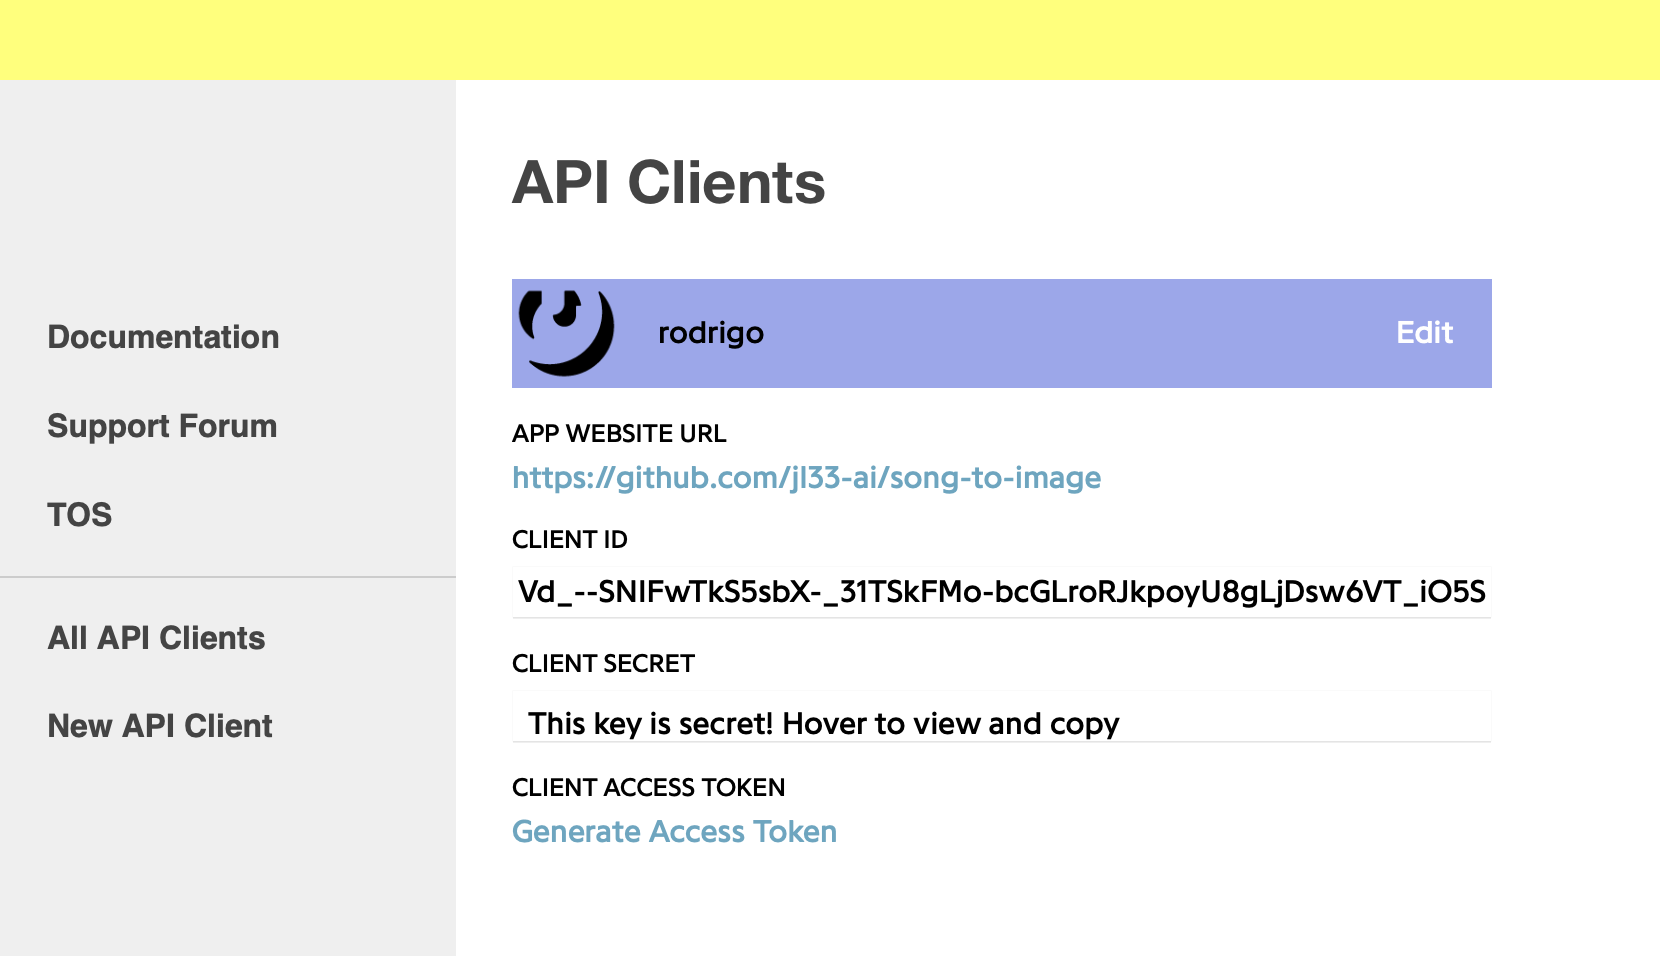 API Clients
rodrigo
Edit
Documentation
Support Forum
TOS
All API Clients
New API Client
APP WEBSITE URL
https://github.com/jl33-ai/song-to-image
CLIENT ID
Vd_--SNIFwTkS5sbX-_31TSkFMo-bcGLroRJkpoyU8gLjDsw6VT_iO5S
CLIENT SECRET
This key is secret! Hover to view and copy
CLIENT ACCESS TOKEN
Generate Access Token